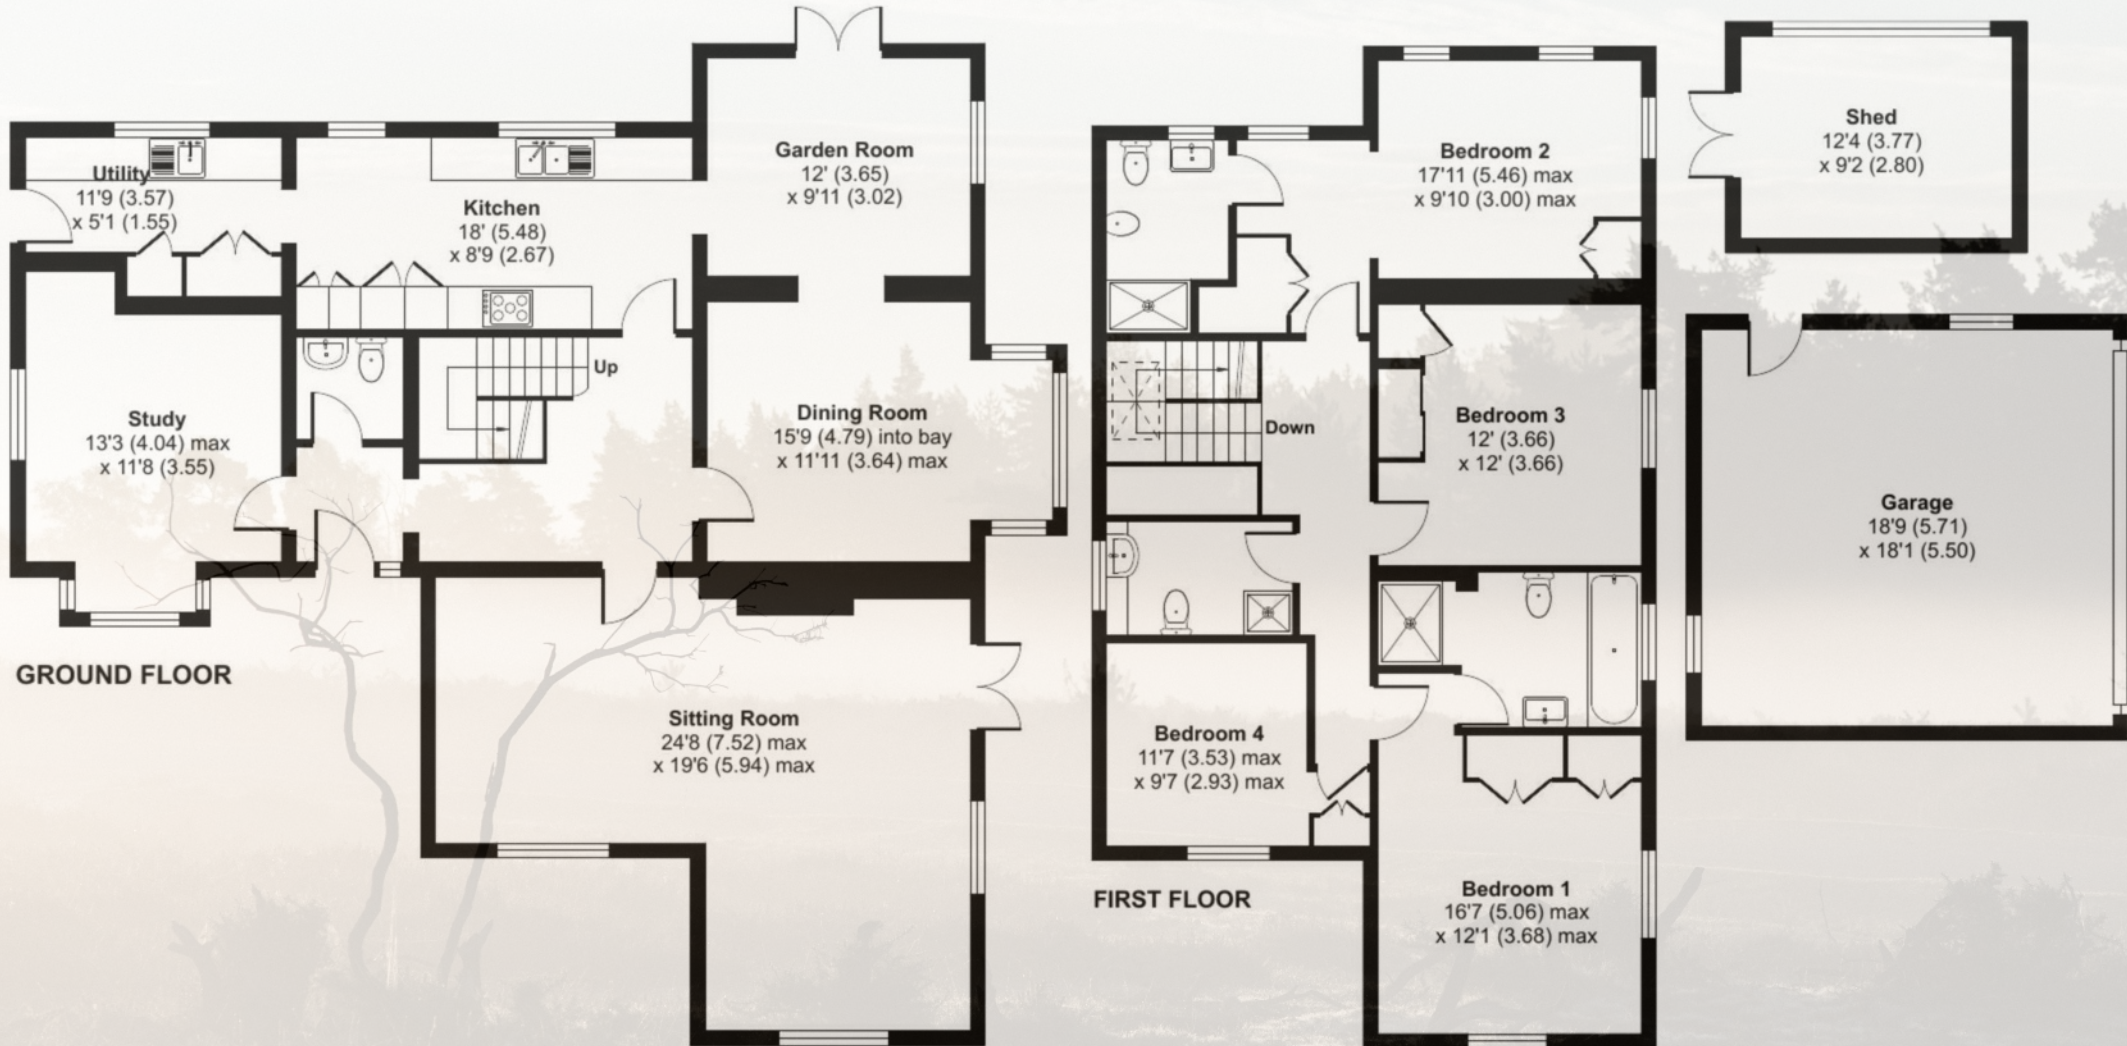 Utility
11'9 (3.57)
x 5'1 (1.55)
Kitchen
18' (5.48)
x 8'9 (2.67)
Garden Room
12' (3.65)
x 9'11 (3.02)
Study
13'3 (4.04) max
x 11'8 (3.55)
Up
Dining Room
15'9 (4.79) into bay
x 11'11 (3.64) max
Sitting Room
24'8 (7.52) max
x 19'6 (5.94) max
GROUND FLOOR
Bedroom 2
17'11 (5.46) max
x 9'10 (3.00) max
Down
Bedroom 3
12' (3.66)
x 12' (3.66)
Bedroom 4
11'7 (3.53) max
x 9'7 (2.93) max
Bedroom 1
16'7 (5.06) max
x 12'1 (3.68) max
FIRST FLOOR
Shed
12'4 (3.77)
x 9'2 (2.80)
Garage
18'9 (5.71)
x 18'1 (5.50)